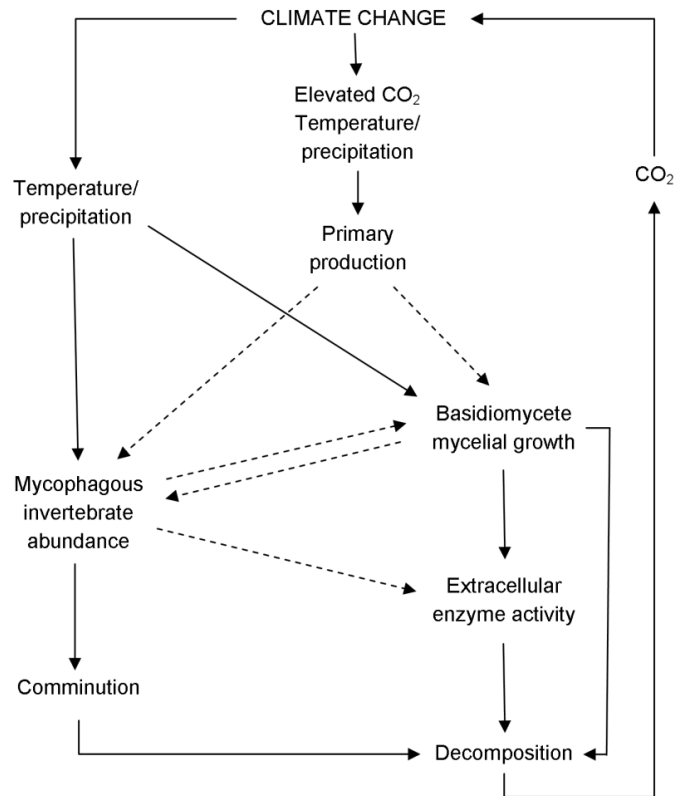 CLIMATE CHANGE
Elevated CO₂
Temperature/
precipitation
CO₂
Temperature/
precipitation
Primary
production
Basidiomycete
mycelial growth
Mycophagous
invertebrate
abundance
Extracellular
enzyme activity
Comminution
Decomposition